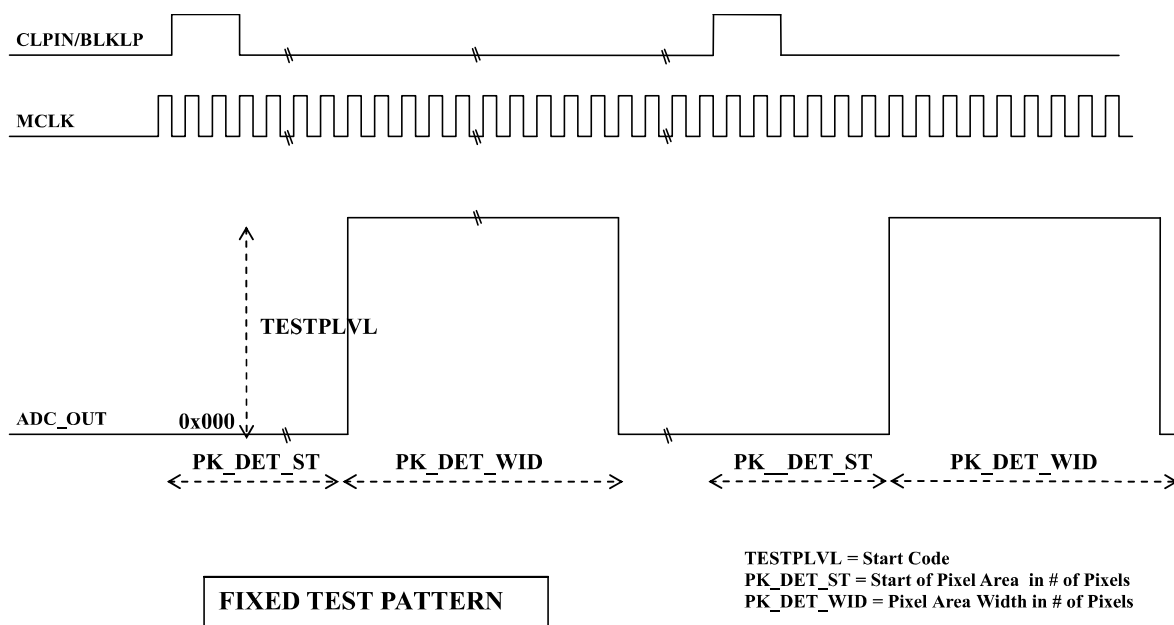 CLPIN/BLKLP
MCLK
TESTPLVL
ADC_OUT 0x000
PK_DET_ST PK_DET_WID PK__DET_ST PK_DET_WID
TESTPLVL = Start Code
PK_DET_ST = Start of Pixel Area in # of Pixels
PK_DET_WID = Pixel Area Width in # of Pixels
FIXED TEST PATTERN